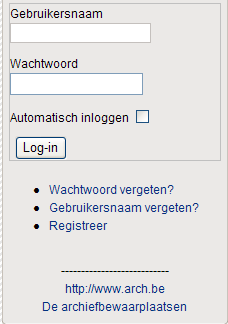 Gebruikersnaam
Wachtwoord
Automatisch inloggen
Log-in
Wachtwoord vergeten?
Gebruikersnaam vergeten?
Registreer
---------------------------
http://www.arch.be
De archiefbewaarplaatsen